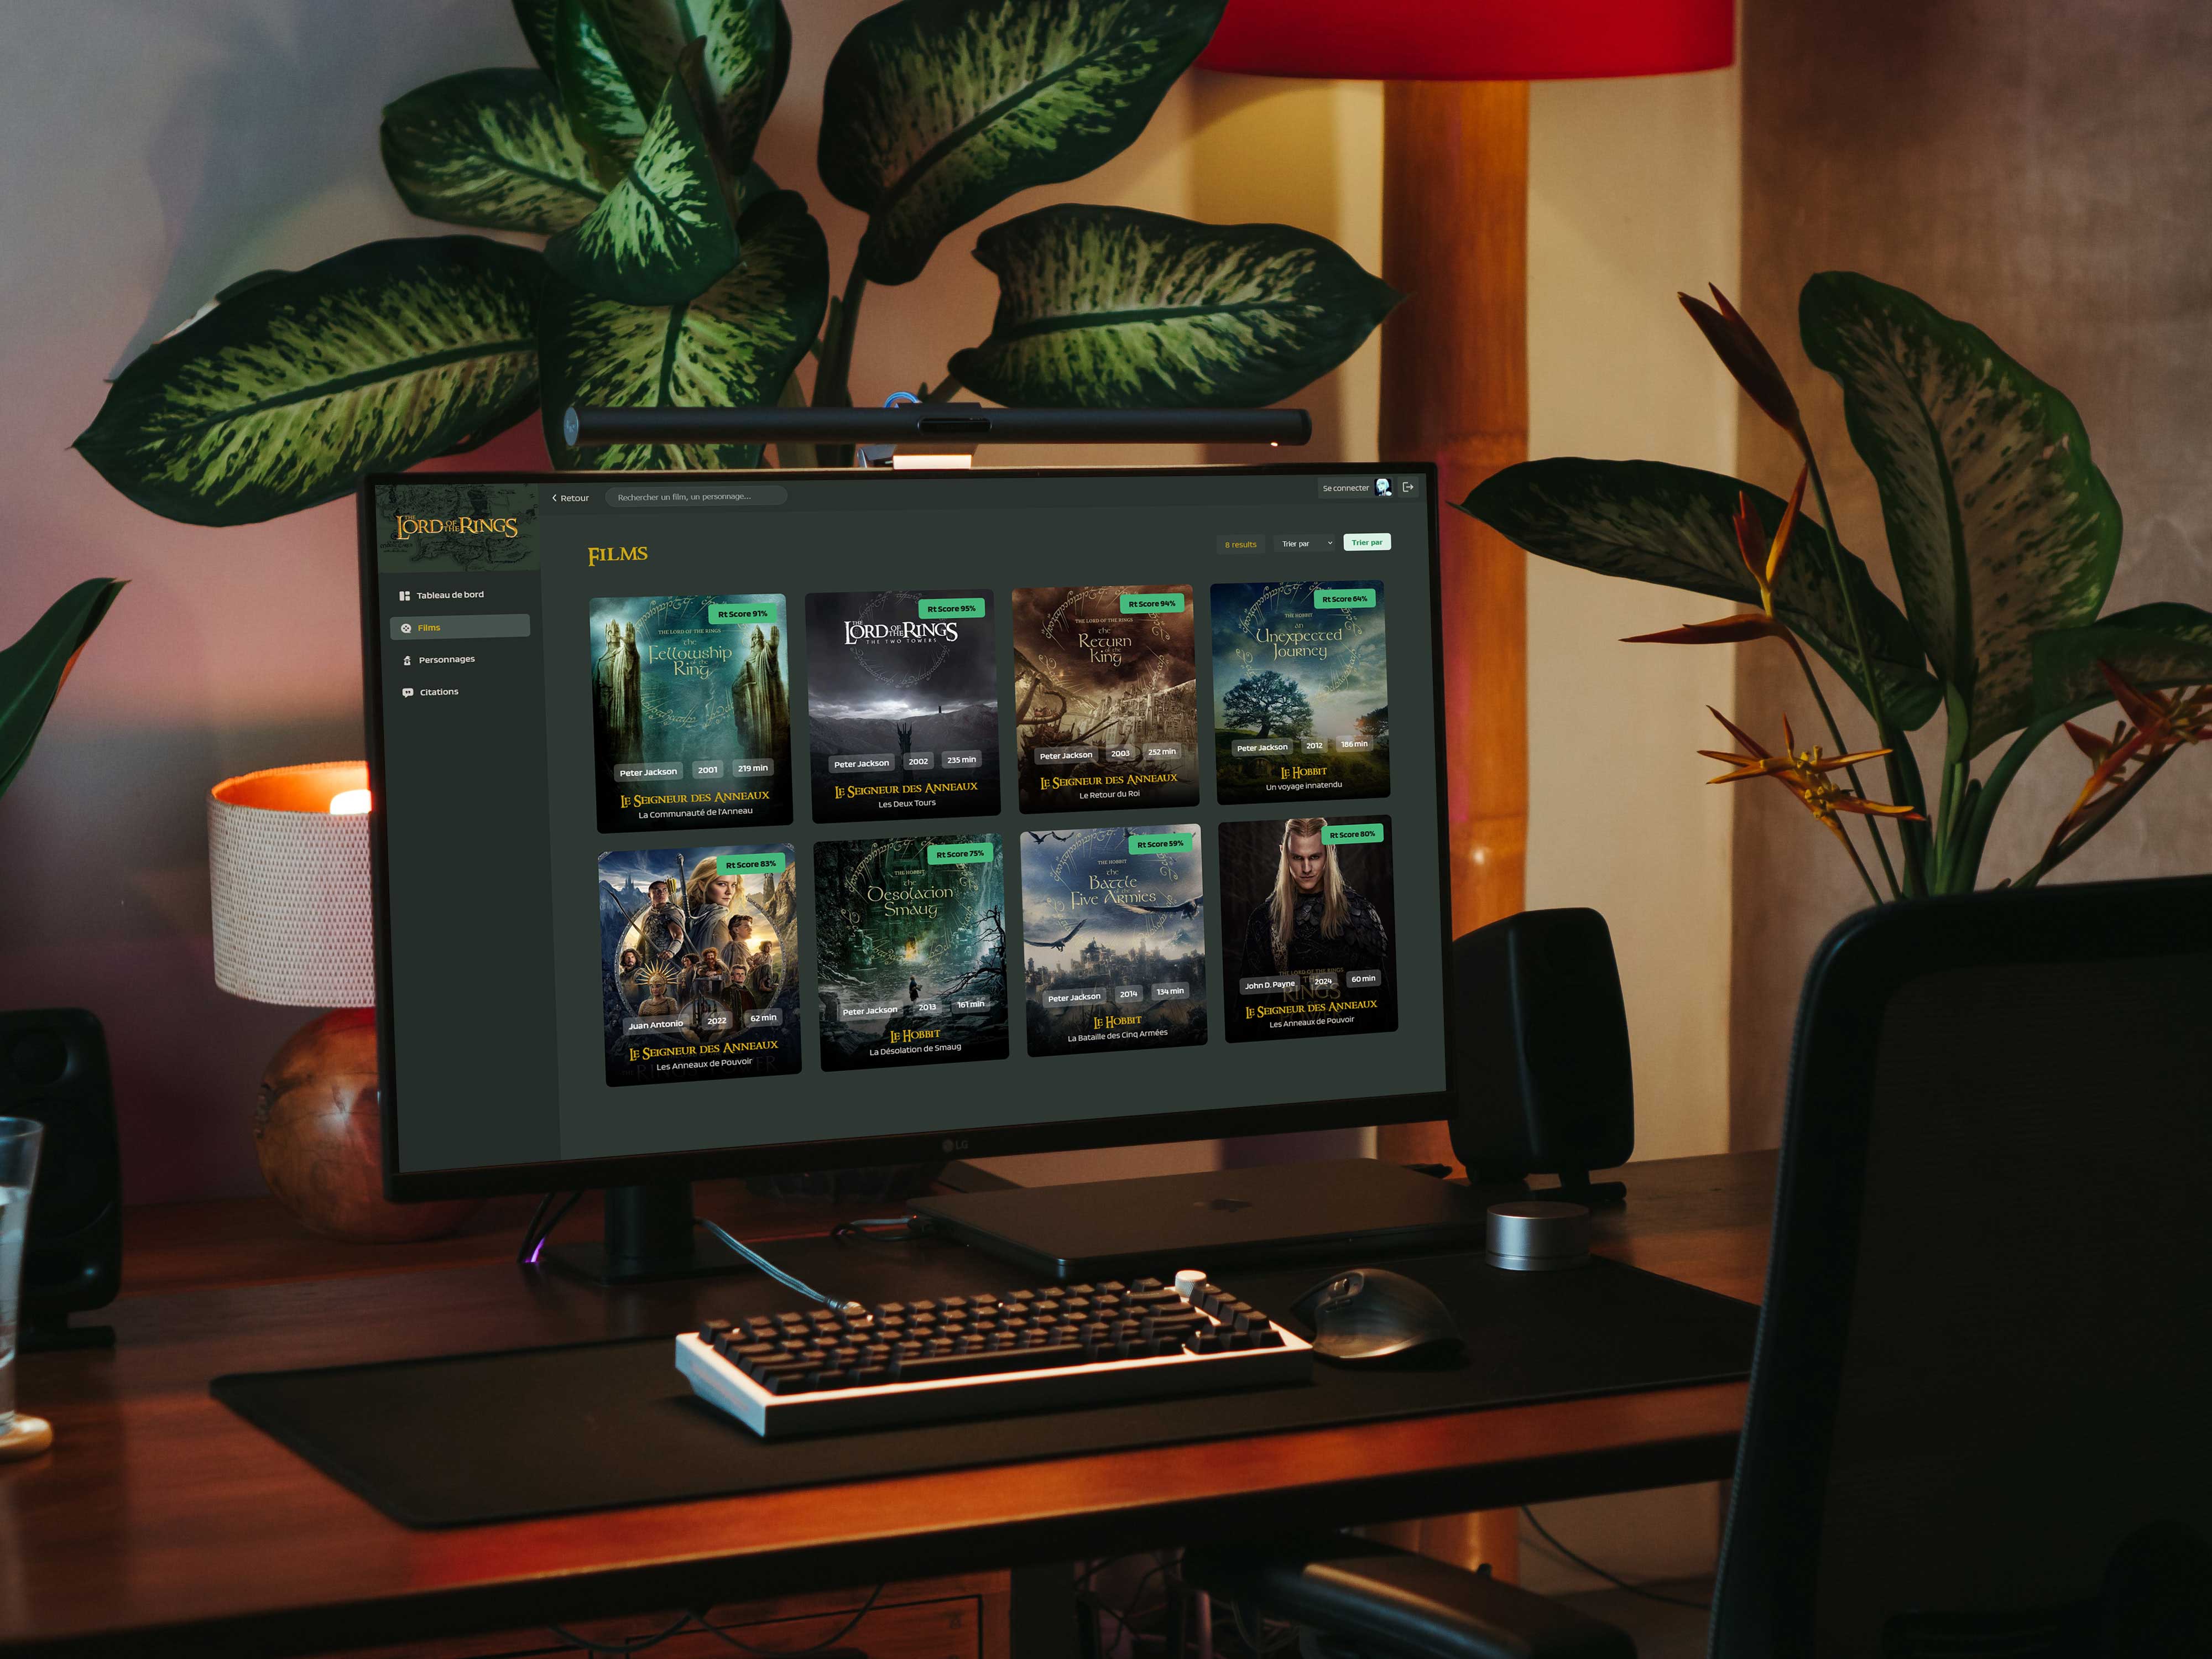 THE LORD OF THE RINGS
Retour
Rechercher un film, un personnage...
Se connecter
Tableau de bord
Films
Personnages
Citations
FILMS
8 results
Trier par
Trier par
Rt Score 91%
THE LORD OF THE RINGS
the
Fellowship
of the
Ring
Peter Jackson 2001 219 min
LE SEIGNEUR DES ANNEAUX
La Communauté de l'Anneau
Rt Score 95%
THE LORD OF THE RINGS
THE TWO TOWERS
Peter Jackson 2002 235 min
LE SEIGNEUR DES ANNEAUX
Les Deux Tours
Rt Score 94%
THE LORD OF THE RINGS
the
Return
of the
King
Peter Jackson 2003 252 min
LE SEIGNEUR DES ANNEAUX
Le Retour du Roi
Rt Score 64%
THE HOBBIT
an
Unexpected
Journey
Peter Jackson 2012 186 min
LE HOBBIT
Un voyage innatendu
Rt Score 83%
Juan Antonio 2022 62 min
LE SEIGNEUR DES ANNEAUX
Les Anneaux de Pouvoir
Rt Score 75%
THE HOBBIT
the
Desolation
of
Smaug
Peter Jackson 2013 161 min
LE HOBBIT
La Désolation de Smaug
Rt Score 59%
THE HOBBIT
the
Battle
of the
Five Armies
Peter Jackson 2014 134 min
LE HOBBIT
La Bataille des Cinq Armées
Rt Score 80%
THE LORD OF THE RINGS
RINGS
John D. Payne 2024 60 min
LE SEIGNEUR DES ANNEAUX
Les Anneaux de Pouvoir
LG